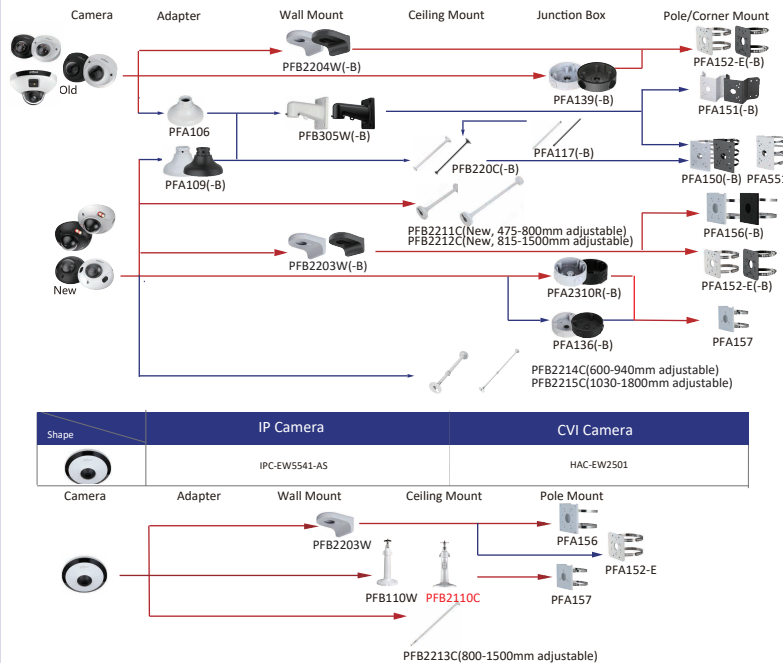 Camera Adapter Wall Mount Ceiling Mount Junction Box Pole/Corner Mount
PFB2204W(-B)
PFA152-E(-B)
Old
PFA139(-B)
PFA151(-B)
PFA106
PFB305W(-B)
PFA117(-B)
PFA109(-B)
PFB220C(-B)
PFA150(-B) PFA551
PFB2211C(New, 475-800mm adjustable)
PFB2212C(New, 815-1500mm adjustable)
PFA156(-B)
PFB2203W(-B)
New
PFA2310R(-B)
PFA152-E(-B)
PFA136(-B)
PFA157
PFB2214C(600-940mm adjustable)
PFB2215C(1030-1800mm adjustable)
Shape IP Camera CVI Camera
IPC-EW5541-AS HAC-EW2501
Camera Adapter Wall Mount Ceiling Mount Pole Mount
PFB2203W
PFA156
PFA152-E
PFB110W PFB2110C
PFA157
PFB2213C(800-1500mm adjustable)